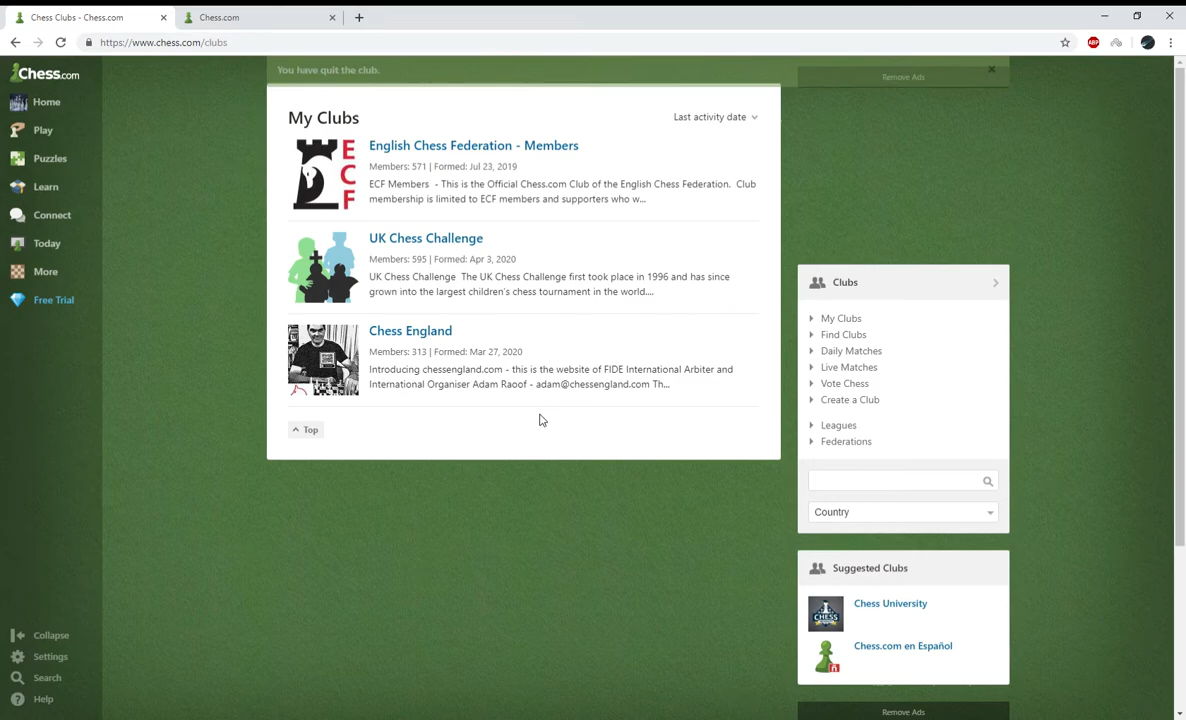 Chess Clubs - Chess.com
Chess.com
https://www.chess.com/clubs
ABP
Chess.com
Home
Play
Puzzles
Learn
Connect
Today
More
Free Trial
Collapse
Settings
Search
Help
You have quit the club.
Remove Ads
My Clubs
Last activity date
E
C
F
English Chess Federation - Members
Members: 571 | Formed: Jul 23, 2019
ECF Members - This is the Official Chess.com Club of the English Chess Federation. Club
membership is limited to ECF members and supporters who w...
UK Chess Challenge
Members: 595 | Formed: Apr 3, 2020
UK Chess Challenge The UK Chess Challenge first took place in 1996 and has since
grown into the largest children's chess tournament in the world....
Chess England
Members: 313 | Formed: Mar 27, 2020
Introducing chessengland.com - this is the website of FIDE International Arbiter and
International Organiser Adam Raoof - adam@chessengland.com Th...
Top
Clubs
My Clubs
Find Clubs
Daily Matches
Live Matches
Vote Chess
Create a Club
Leagues
Federations
Country
Suggested Clubs
CHESS
Chess University
ñ
Chess.com en Español
Remove Ads